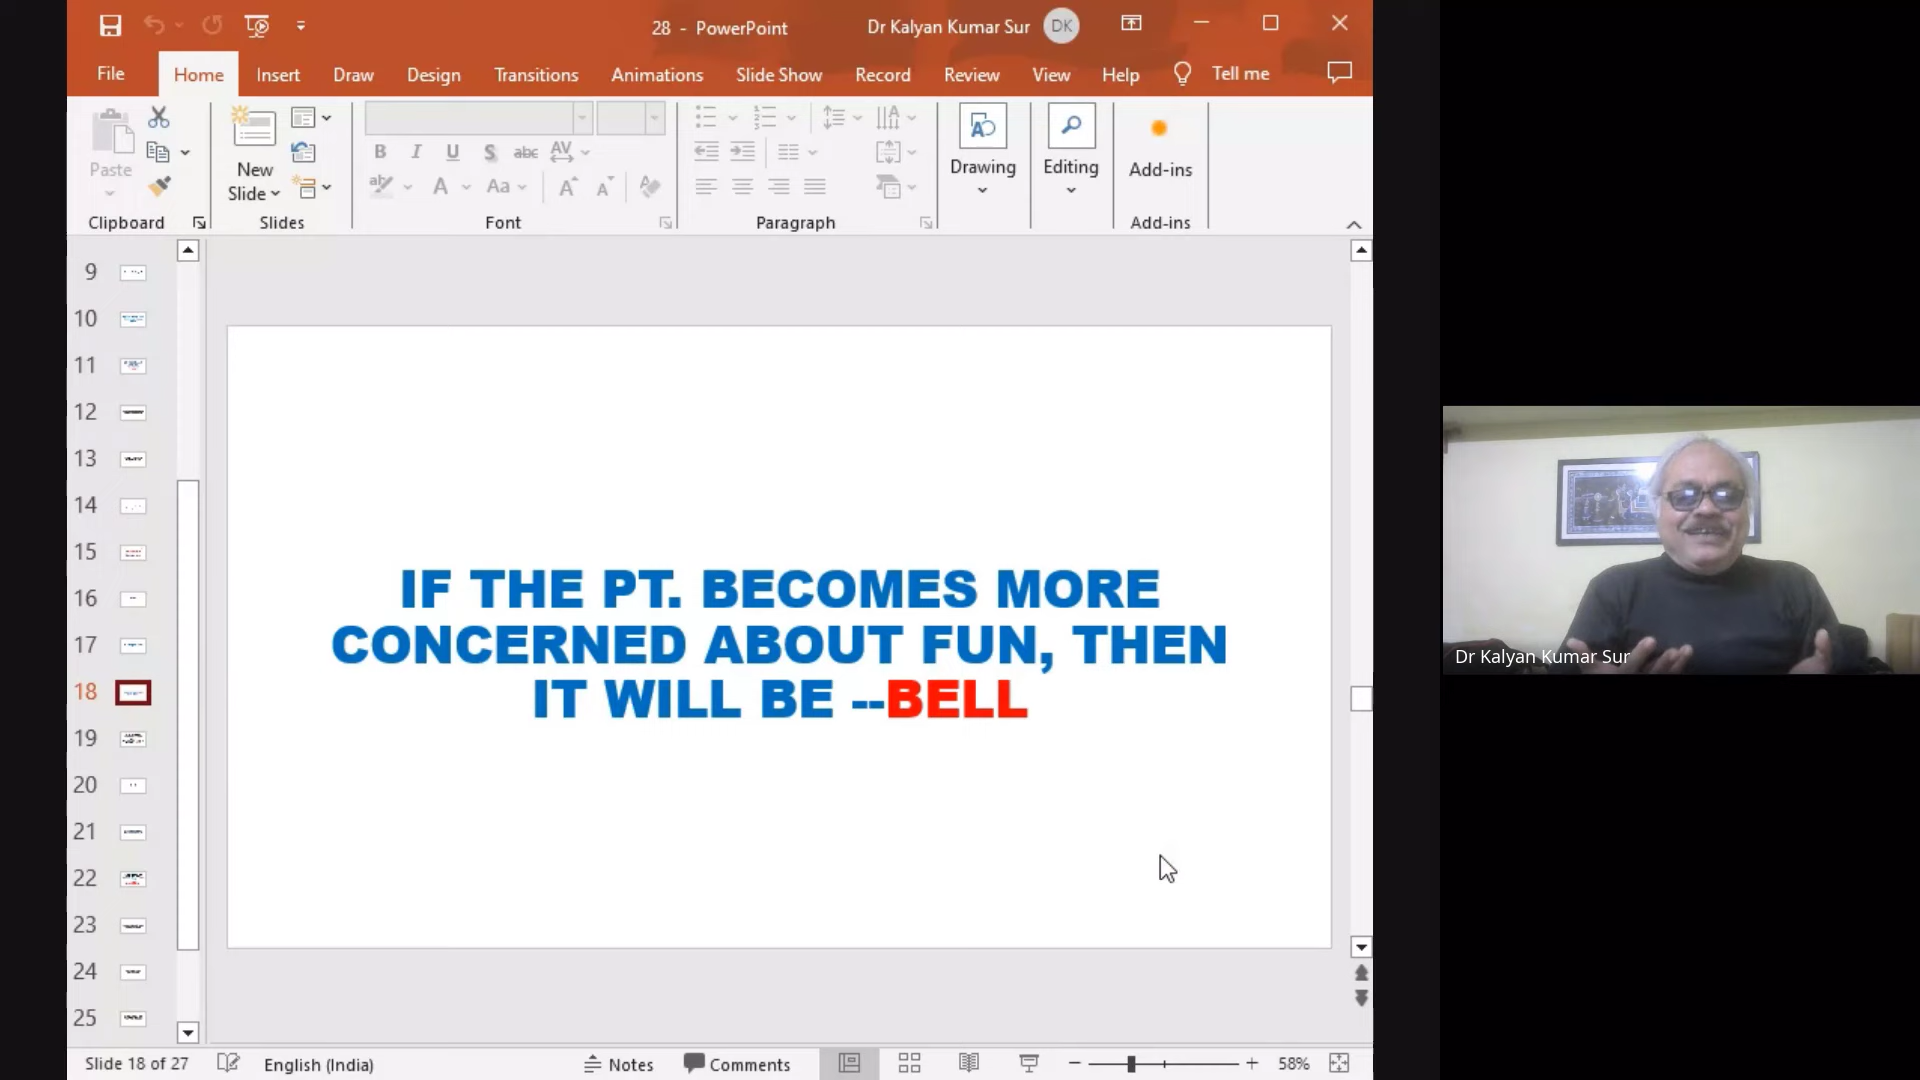 28 - PowerPoint
Dr Kalyan Kumar Sur
DK
File
Home
Insert
Draw
Design
Transitions
Animations
Slide Show
Record
Review
View
Help
Tell me
Paste
New
Slide
Drawing
Editing
Add-ins
Clipboard
Slides
Font
Paragraph
Add-ins
9
10
11
12
13
14
15
16
17
18
19
20
21
22
23
24
25
IF THE PT. BECOMES MORE
CONCERNED ABOUT FUN, THEN
IT WILL BE --BELL
Dr Kalyan Kumar Sur
Slide 18 of 27
English (India)
Notes
Comments
58%